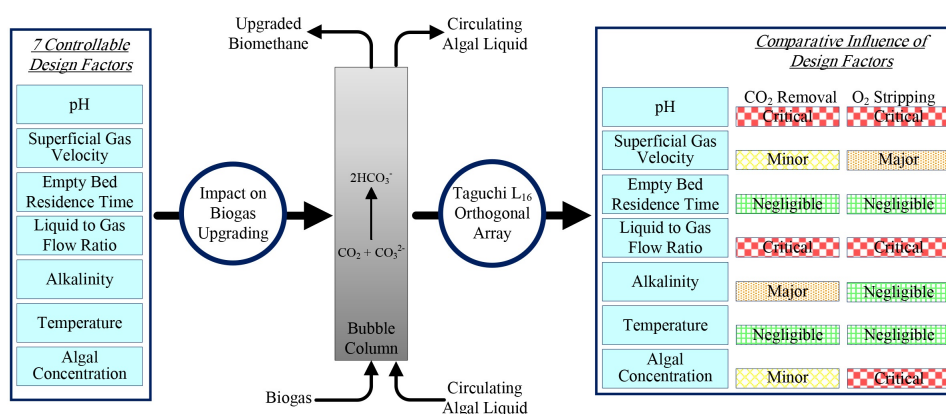 7 Controllable
Design Factors
pH
Superficial Gas
Velocity
Empty Bed
Residence Time
Liquid to Gas
Flow Ratio
Alkalinity
Temperature
Algal
Concentration
Impact on
Biogas
Upgrading
Upgraded
Biomethane
Circulating
Algal Liquid
2HCO₃⁻
CO₂ + CO₃²⁻
Bubble
Column
Biogas
Circulating
Algal Liquid
Taguchi L₁₆
Orthogonal
Array
Comparative Influence of
Design Factors
CO₂ Removal O₂ Stripping
pH Critical Critical
Superficial Gas
Velocity Minor Major
Empty Bed
Residence Time Negligible Negligible
Liquid to Gas
Flow Ratio Critical Critical
Alkalinity Major Negligible
Temperature Negligible Negligible
Algal
Concentration Minor Critical